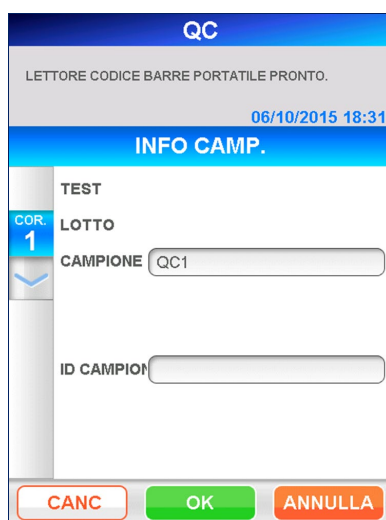 QC
LETTORE CODICE BARRE PORTATILE PRONTO.
06/10/2015 18:31
INFO CAMP.
TEST
COR.
1
LOTTO
CAMPIONE QC1
ID CAMPION
CANC OK ANNULLA